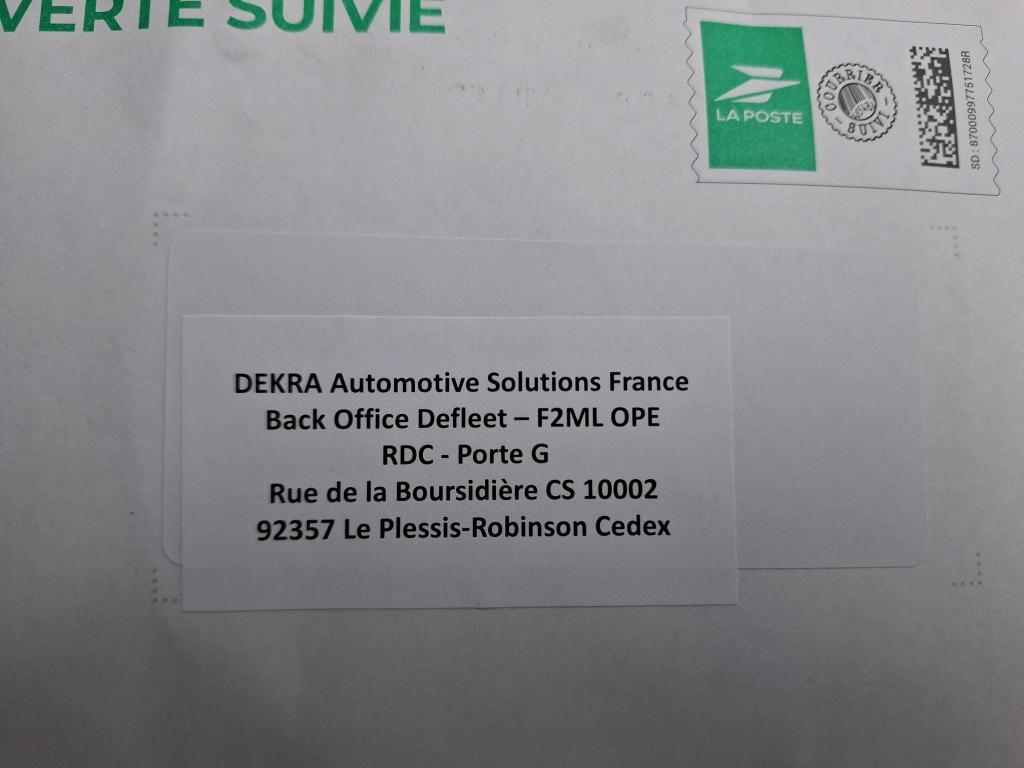 VERTE SUIVIE
LA POSTE
COURRIER
SUIVI
SD : 87000997751728R
DEKRA Automotive Solutions France
Back Office Defleet – F2ML OPE
RDC - Porte G
Rue de la Boursidière CS 10002
92357 Le Plessis-Robinson Cedex